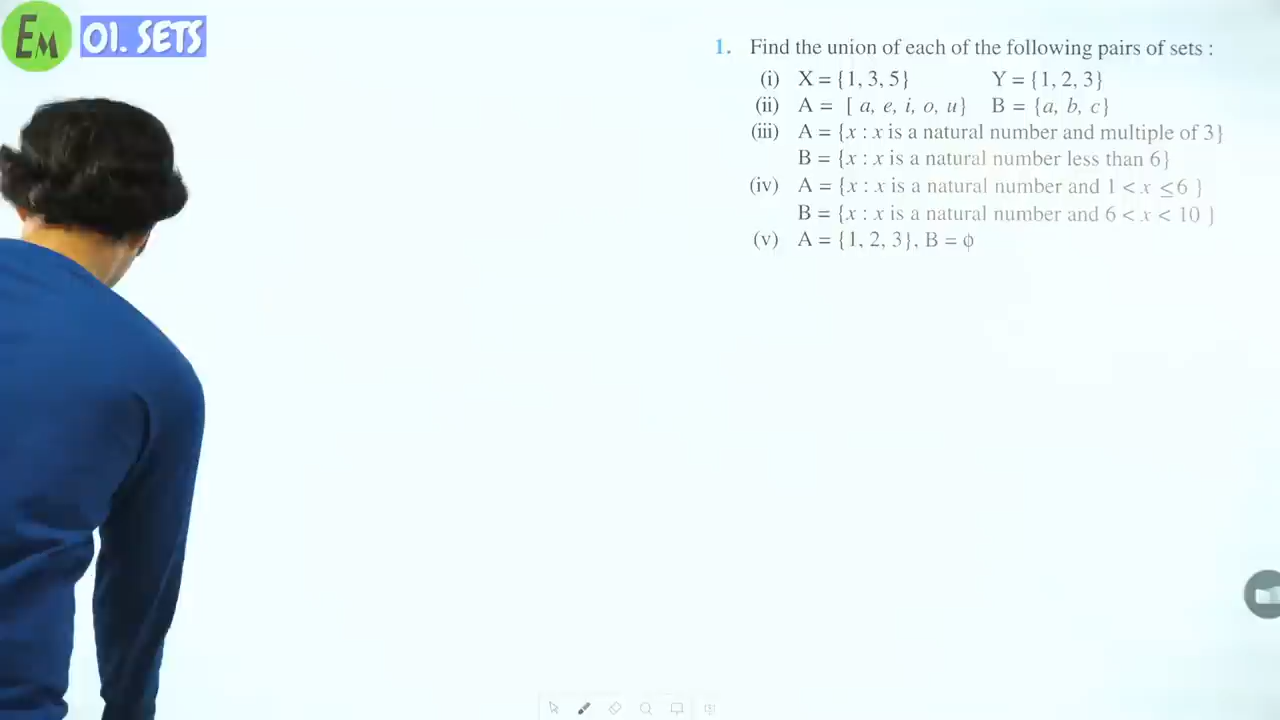 EM 01. SETS
1. Find the union of each of the following pairs of sets :
(i) X = {1, 3, 5} Y = {1, 2, 3}
(ii) A = [ a, e, i, o, u} B = {a, b, c}
(iii) A = {x : x is a natural number and multiple of 3}
B = {x : x is a natural number less than 6}
(iv) A = {x : x is a natural number and 1 < x ≤ 6 }
B = {x : x is a natural number and 6 < x < 10 }
(v) A = {1, 2, 3}, B = ϕ